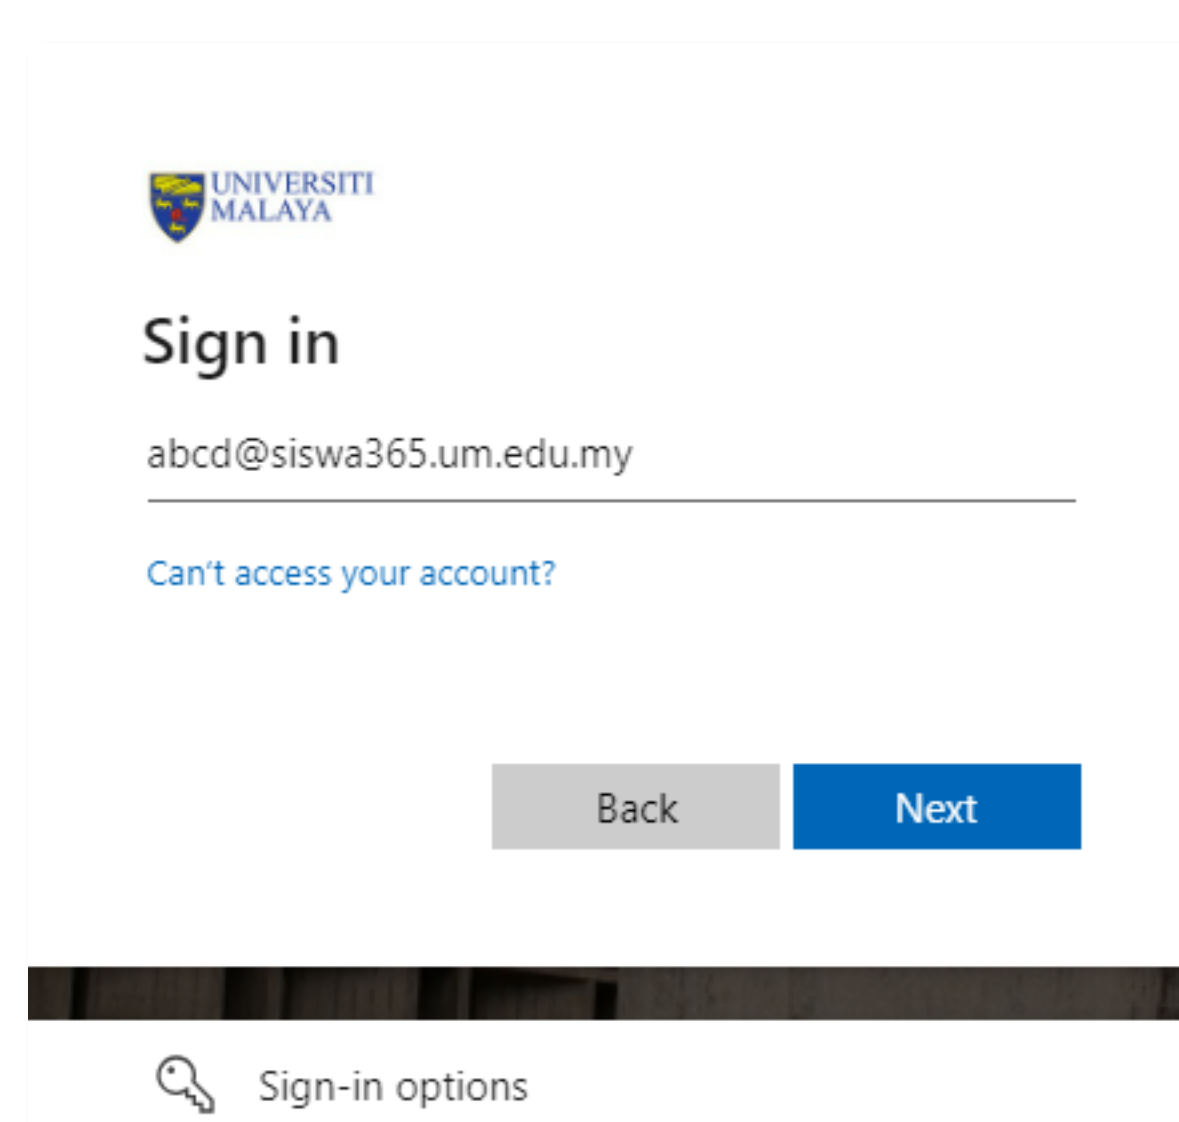 UNIVERSITI
MALAYA
Sign in
abcd@siswa365.um.edu.my
Can't access your account?
Back
Next
Sign-in options